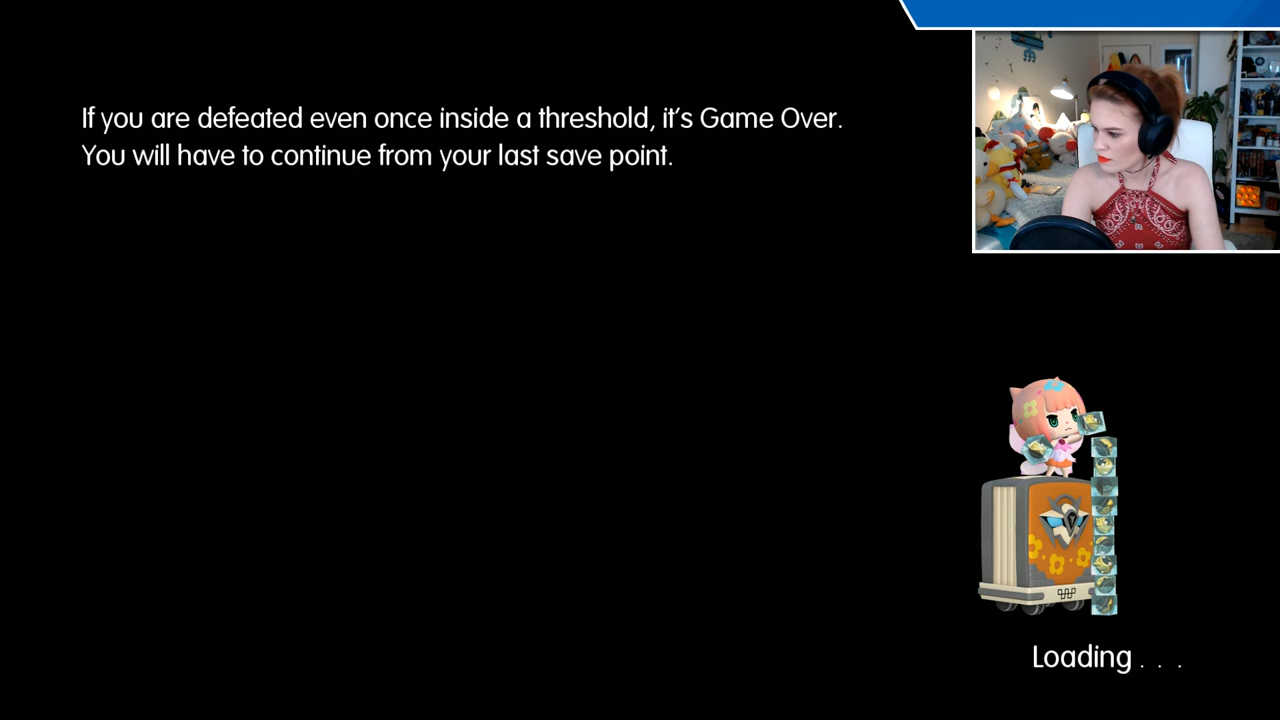 If you are defeated even once inside a threshold, it's Game Over.
You will have to continue from your last save point.
Loading . . .